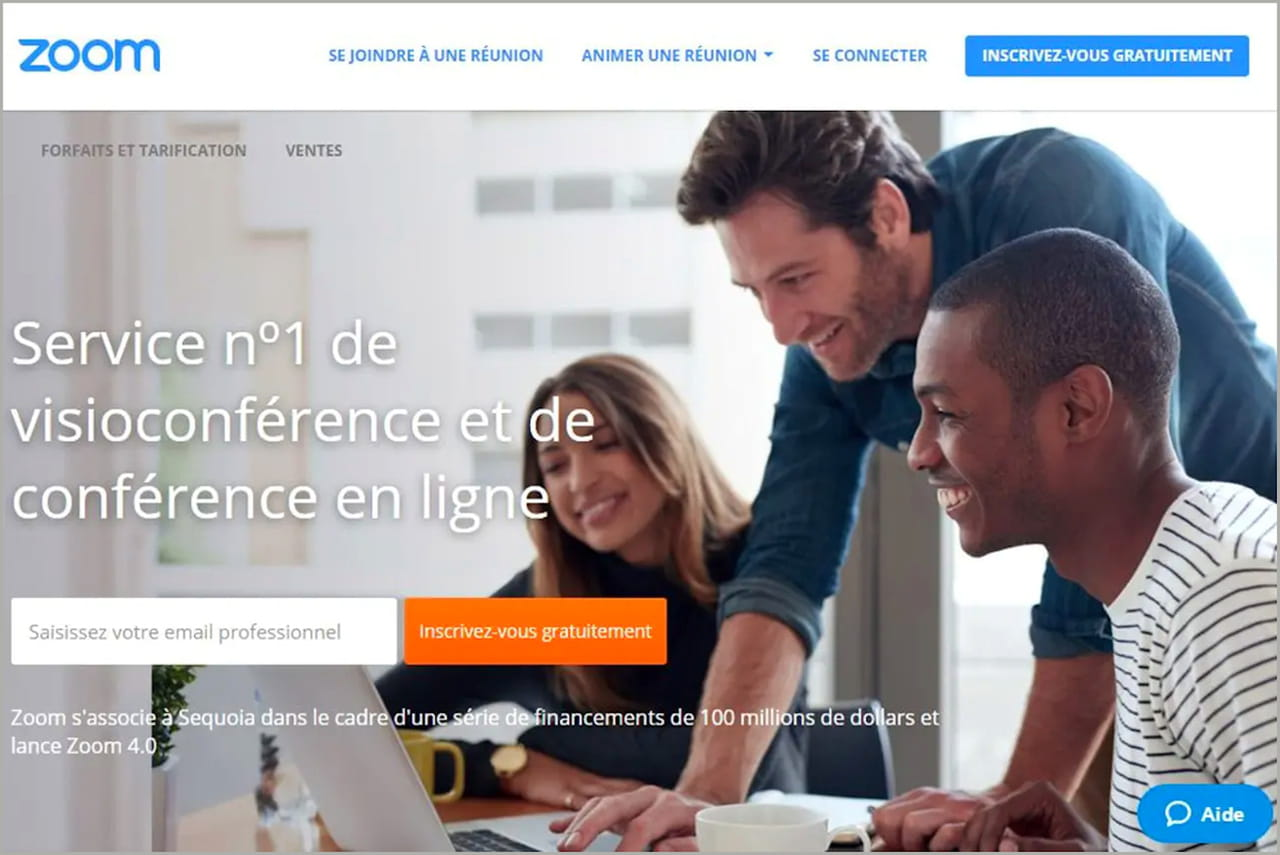 zoom
SE JOINDRE À UNE RÉUNION
ANIMER UNE RÉUNION
SE CONNECTER
INSCRIVEZ-VOUS GRATUITEMENT
FORFAITS ET TARIFICATION
VENTES
Service nº1 de
visioconférence et de
conférence en ligne
Saisissez votre email professionnel
Inscrivez-vous gratuitement
Zoom s'associe à Sequoia dans le cadre d'une série de financements de 100 millions de dollars et
lance Zoom 4.0
Aide